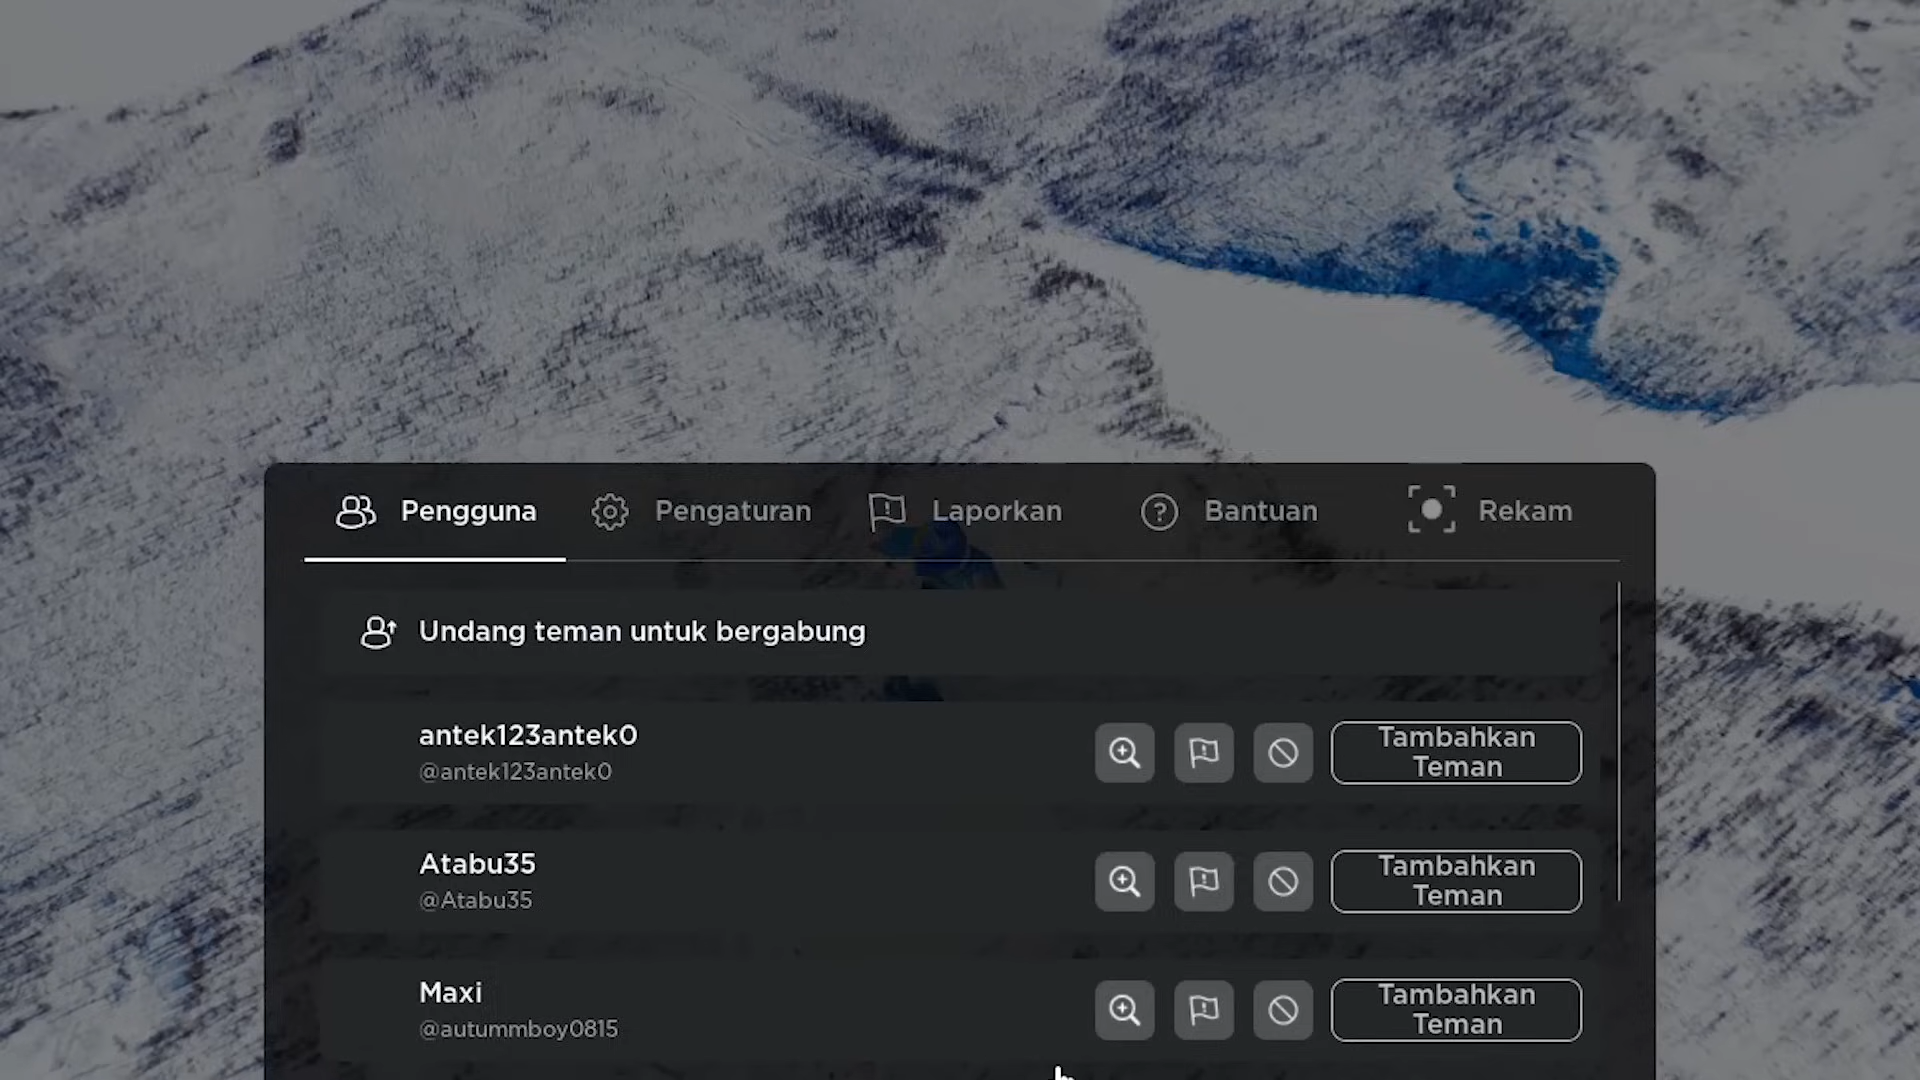 Pengguna
Pengaturan
Laporkan
Bantuan
Rekam
Undang teman untuk bergabung
antek123antek0
@antek123antek0
Tambahkan
Teman
Atabu35
@Atabu35
Tambahkan
Teman
Maxi
@autummboy0815
Tambahkan
Teman